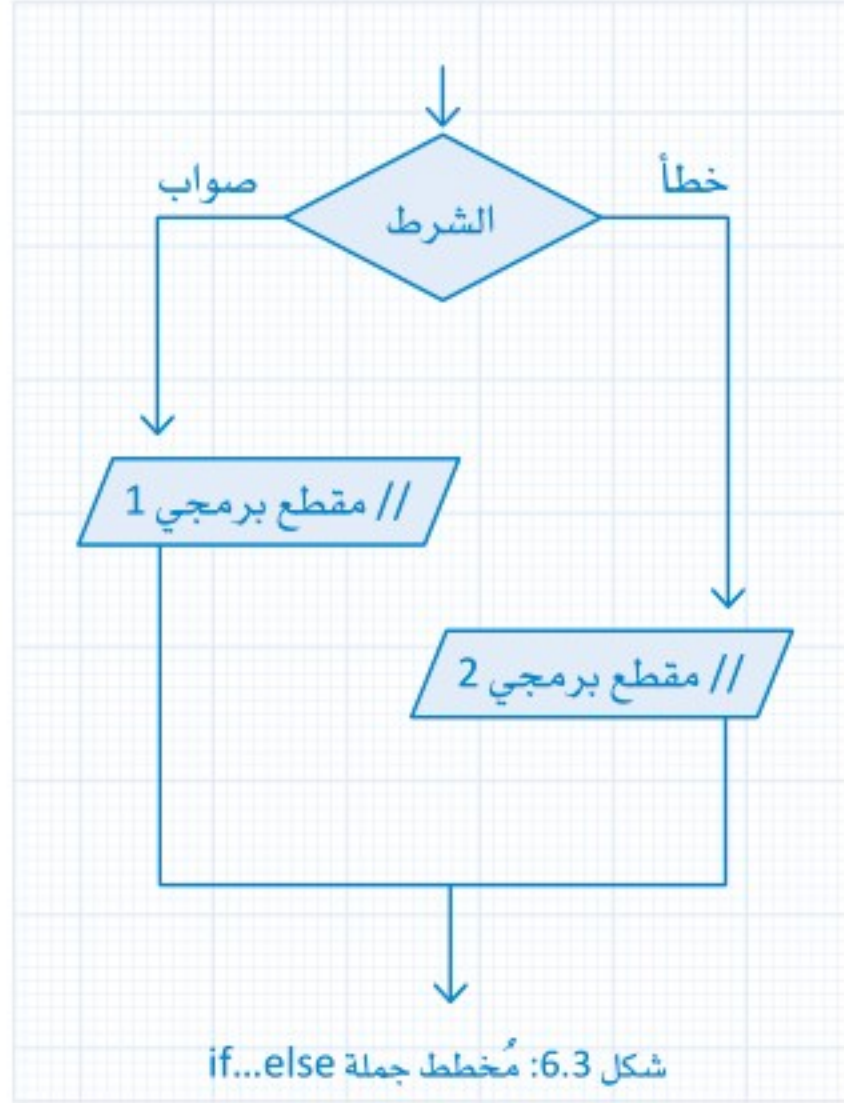 خطأ
صواب
الشرط
// مقطع برمجي 1
// مقطع برمجي 2
شكل 6.3: مُخطط جملة if...else